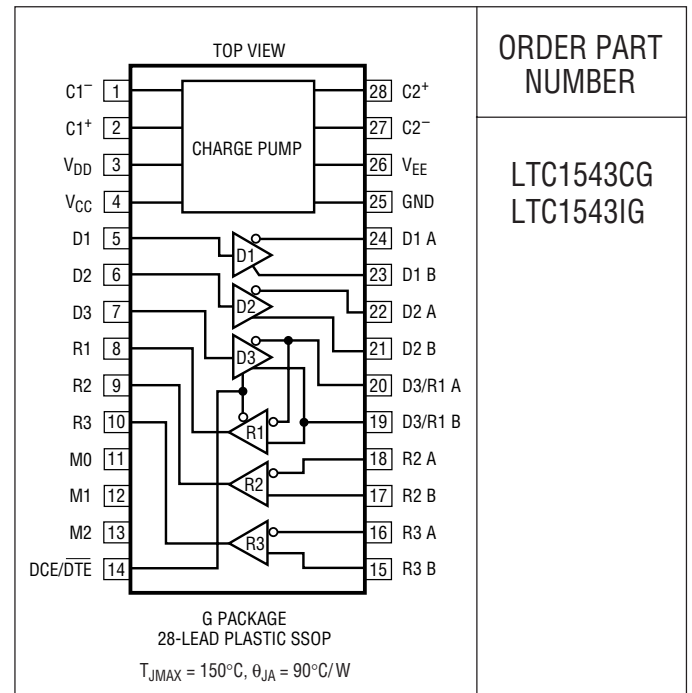 TOP VIEW
ORDER PART
NUMBER
LTC1543CG
LTC1543IG
C1⁻ 1
C1⁺ 2
VDD 3
VCC 4
D1 5
D2 6
D3 7
R1 8
R2 9
R3 10
M0 11
M1 12
M2 13
DCE/D̅T̅E̅ 14
CHARGE PUMP
D1
D2
D3
R1
R2
R3
28 C2⁺
27 C2⁻
26 VEE
25 GND
24 D1 A
23 D1 B
22 D2 A
21 D2 B
20 D3/R1 A
19 D3/R1 B
18 R2 A
17 R2 B
16 R3 A
15 R3 B
G PACKAGE
28-LEAD PLASTIC SSOP
TJMAX = 150°C, θJA = 90°C/W